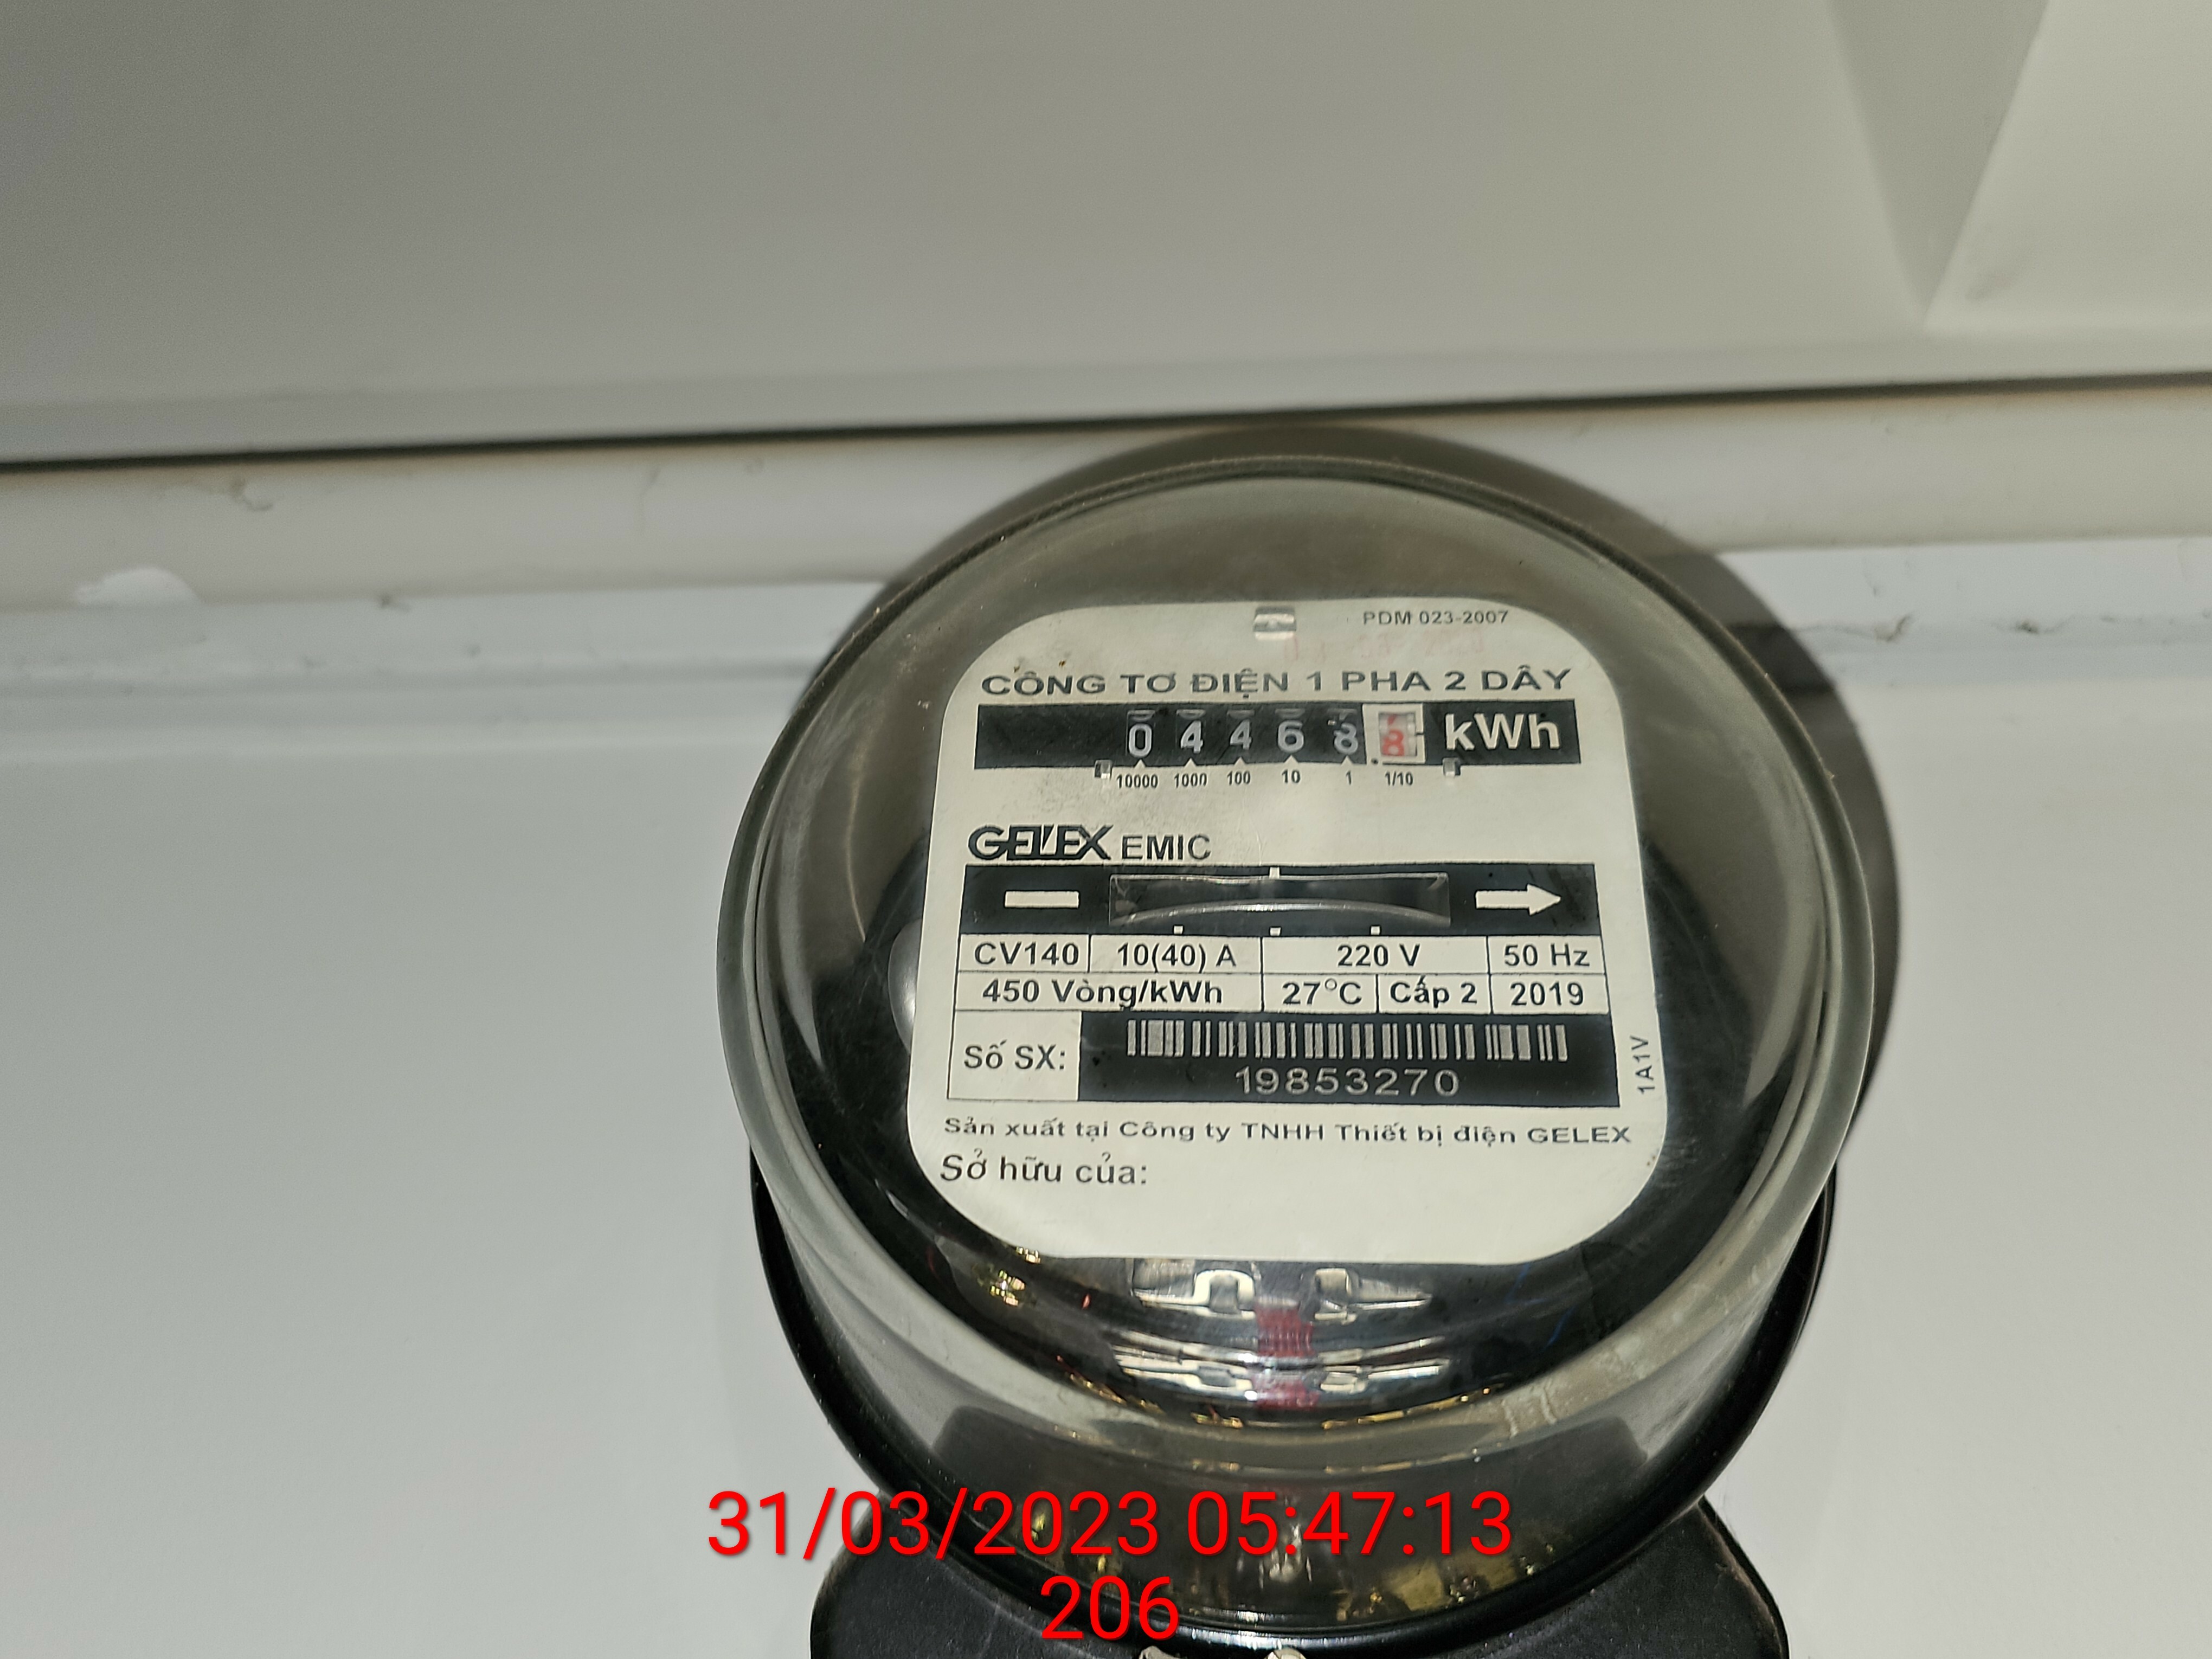 PDM 023-2007
CÔNG TƠ ĐIỆN 1 PHA 2 DÂY
0 4 4 6 8 8 kWh
10000 1000 100 10 1 1/10
GELEX EMIC
CV140 10(40) A 220 V 50 Hz
450 Vòng/kWh 27°C Cấp 2 2019
Số SX: 19853270
1A1V
Sản xuất tại Công ty TNHH Thiết bị điện GELEX
Sở hữu của:
31/03/2023 05:47:13
206